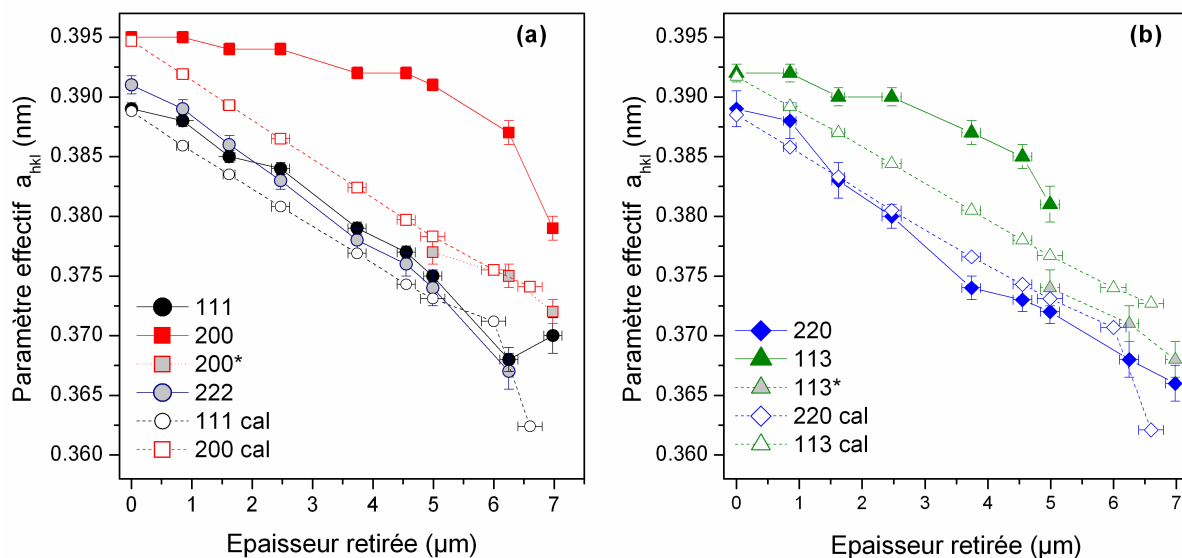 (a)
Paramètre effectif a_hkl (nm)
0.395
0.390
0.385
0.380
0.375
0.370
0.365
0.360
111
200
200*
222
111 cal
200 cal
0 1 2 3 4 5 6 7
Epaisseur retirée (µm)
(b)
Paramètre effectif a_hkl (nm)
0.395
0.390
0.385
0.380
0.375
0.370
0.365
0.360
220
113
113*
220 cal
113 cal
0 1 2 3 4 5 6 7
Epaisseur retirée (µm)